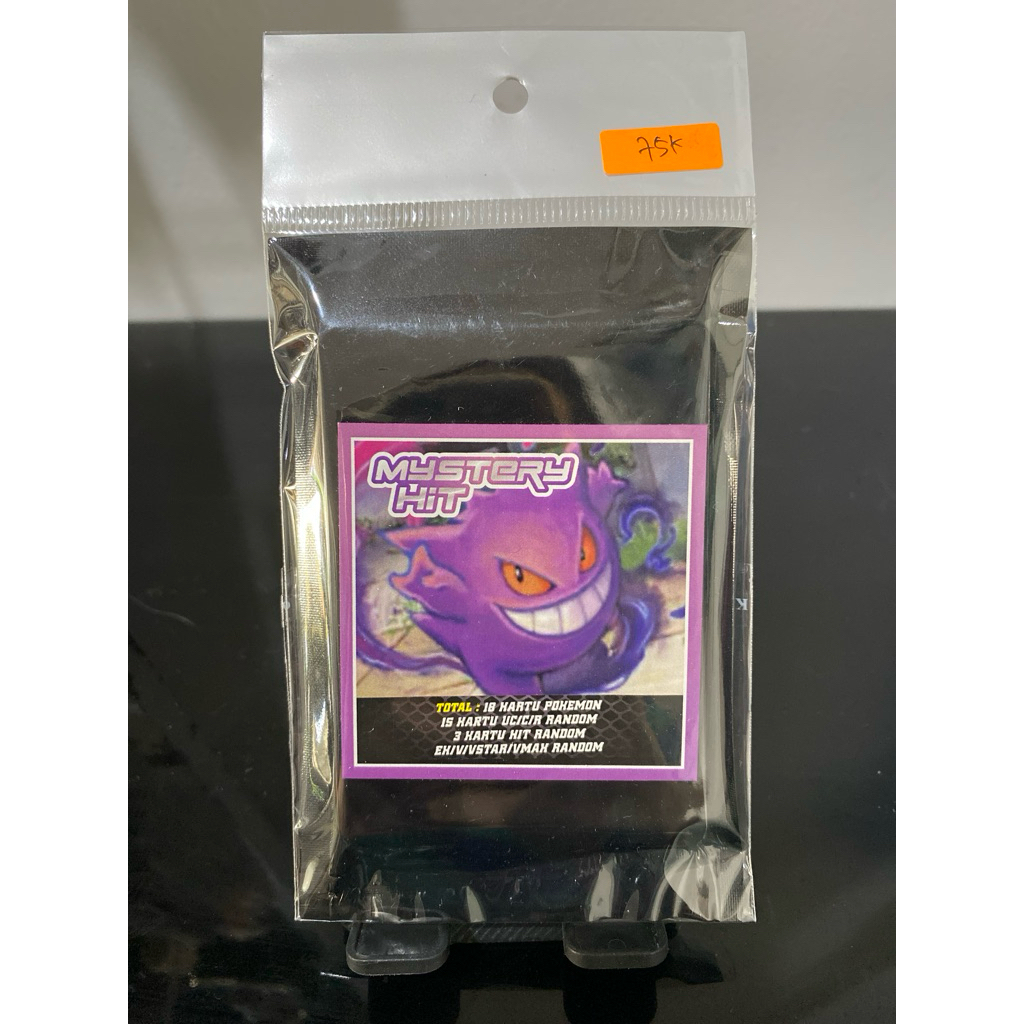 75K
MYSTERY
HIT
TOTAL : 18 KARTU POKEMON
15 KARTU UC/C/R RANDOM
3 KARTU HIT RANDOM
EX/V/VSTAR/VMAX RANDOM